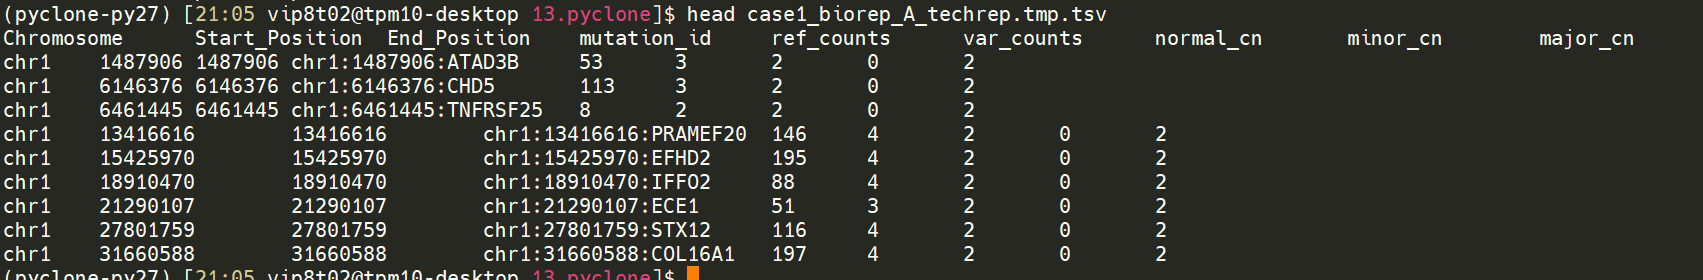 (pyclone-py27) [21:05 vip8t02@tpm10-desktop 13.pyclone]$ head case1_biorep_A_techrep.tmp.tsv
Chromosome Start_Position End_Position mutation_id ref_counts var_counts normal_cn minor_cn major_cn
chr1 1487906 1487906 chr1:1487906:ATAD3B 53 3 2 0 2
chr1 6146376 6146376 chr1:6146376:CHD5 113 3 2 0 2
chr1 6461445 6461445 chr1:6461445:TNFRSF25 8 2 2 0 2
chr1 13416616 13416616 chr1:13416616:PRAMEF20 146 4 2 0 2
chr1 15425970 15425970 chr1:15425970:EFHD2 195 4 2 0 2
chr1 18910470 18910470 chr1:18910470:IFFO2 88 4 2 0 2
chr1 21290107 21290107 chr1:21290107:ECE1 51 3 2 0 2
chr1 27801759 27801759 chr1:27801759:STX12 116 4 2 0 2
chr1 31660588 31660588 chr1:31660588:COL16A1 197 4 2 0 2
(pyclone-py27) [21:05 vip8t02@tpm10-desktop 13.pyclone]$